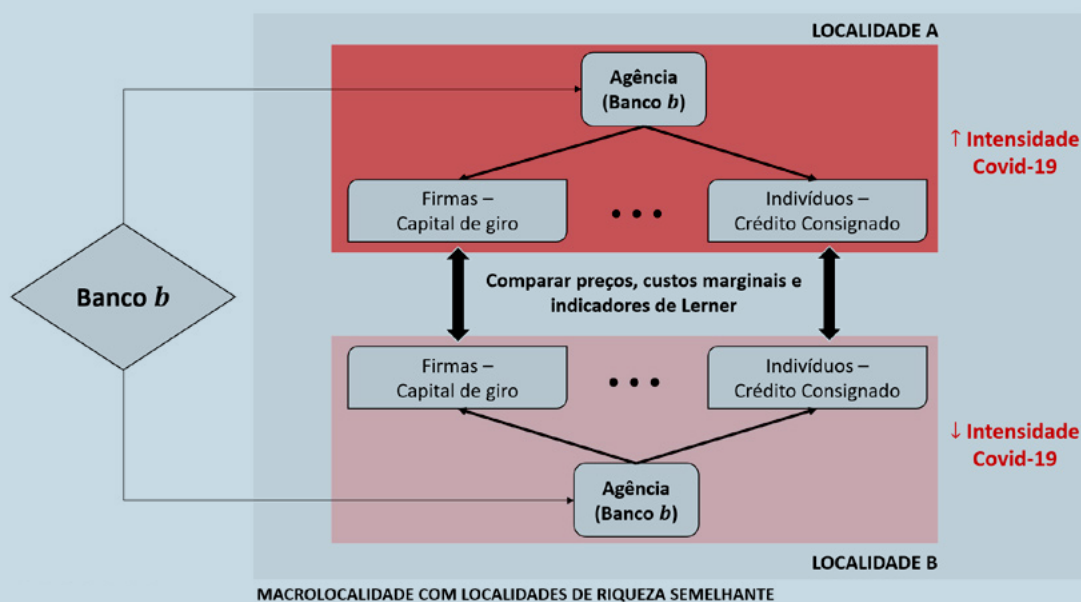 LOCALIDADE A
Agência
(Banco b)
↑ Intensidade
Covid-19
Firmas –
Capital de giro
• • •
Indivíduos –
Crédito Consignado
Banco b
Comparar preços, custos marginais e
indicadores de Lerner
Firmas –
Capital de giro
• • •
Indivíduos –
Crédito Consignado
↓ Intensidade
Covid-19
Agência
(Banco b)
LOCALIDADE B
MACROLOCALIDADE COM LOCALIDADES DE RIQUEZA SEMELHANTE